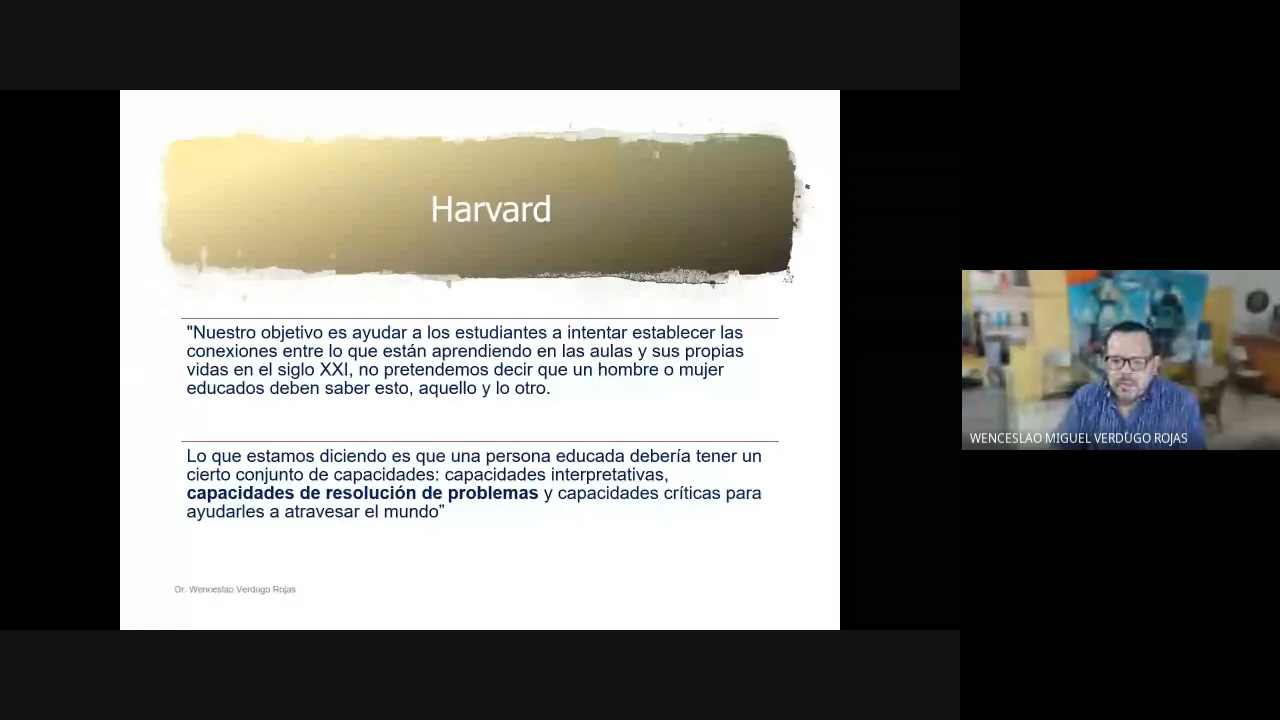 Harvard
"Nuestro objetivo es ayudar a los estudiantes a intentar establecer las
conexiones entre lo que están aprendiendo en las aulas y sus propias
vidas en el siglo XXI, no pretendemos decir que un hombre o mujer
educados deben saber esto, aquello y lo otro.
Lo que estamos diciendo es que una persona educada debería tener un
cierto conjunto de capacidades: capacidades interpretativas,
capacidades de resolución de problemas y capacidades críticas para
ayudarles a atravesar el mundo”
Dr. Wenceslao Verdugo Rojas
WENCESLAO MIGUEL VERDUGO ROJAS